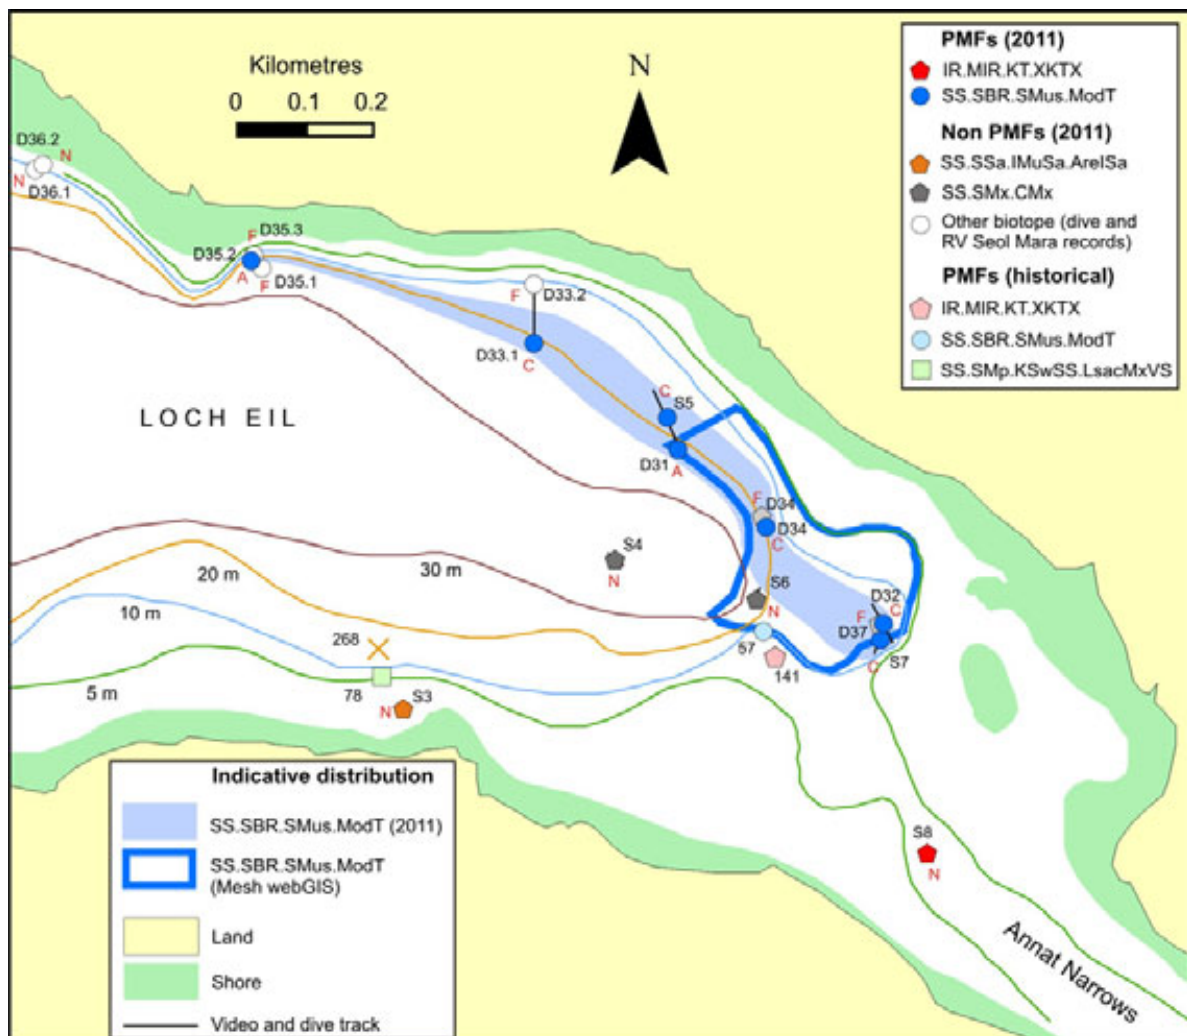 Kilometres
0 0.1 0.2
N
PMFs (2011)
IR.MIR.KT.XKTX
SS.SBR.SMus.ModT
Non PMFs (2011)
SS.SSa.IMuSa.ArelSa
SS.SMx.CMx
Other biotope (dive and
RV Seol Mara records)
PMFs (historical)
IR.MIR.KT.XKTX
SS.SBR.SMus.ModT
SS.SMp.KSwSS.LsacMxVS
D36.2
N
N
D36.1
F
D35.3
D35.2
A
F
D35.1
F
D33.2
D33.1
C
C
S5
D31
A
LOCH EIL
F
D34
D34
C
S4
N
S6
N
D32
C
F
D37
S7
C
57
141
20 m
30 m
10 m
268
5 m
78
N
S3
S8
N
Annat Narrows
Indicative distribution
SS.SBR.SMus.ModT (2011)
SS.SBR.SMus.ModT
(Mesh webGIS)
Land
Shore
Video and dive track